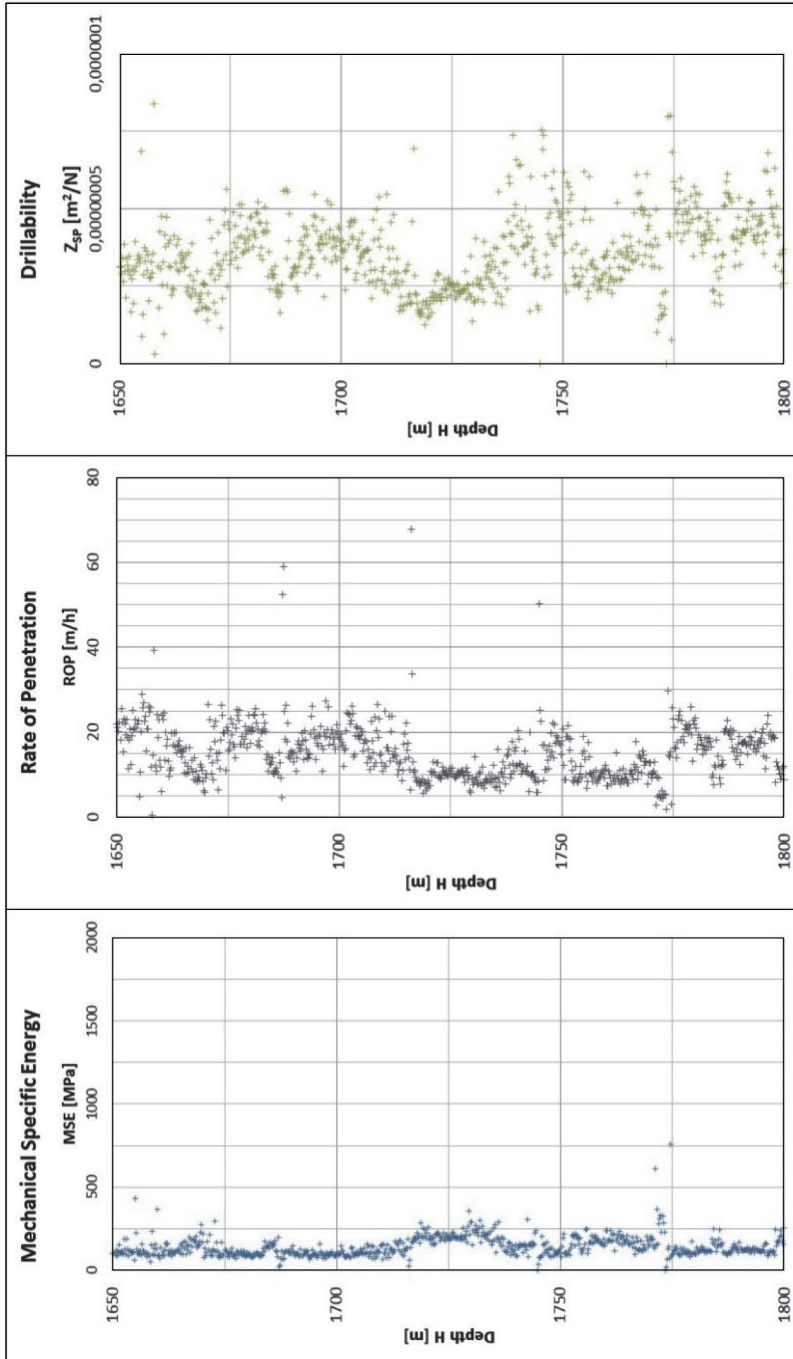 Mechanical Specific Energy
MSE [MPa]
0 500 1000 1500 2000
1650
1700
1750
1800
Depth H [m]
Rate of Penetration
ROP [m/h]
0 20 40 60 80
1650
1700
1750
1800
Depth H [m]
Drillability
Z_SP [m²/N]
0 0,00000005 0,0000001
1650
1700
1750
1800
Depth H [m]